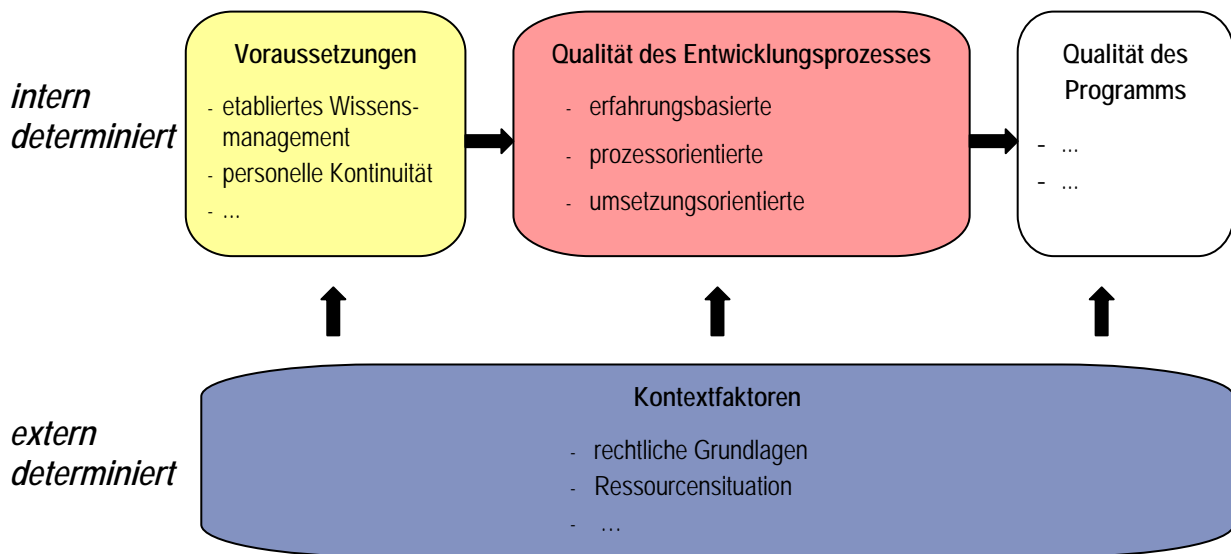 intern
determiniert
Voraussetzungen
- etabliertes Wissens-
management
- personelle Kontinuität
- ...
Qualität des Entwicklungsprozesses
- erfahrungsbasierte
- prozessorientierte
- umsetzungsorientierte
Qualität des
Programms
- ...
- ...
extern
determiniert
Kontextfaktoren
- rechtliche Grundlagen
- Ressourcensituation
- ...